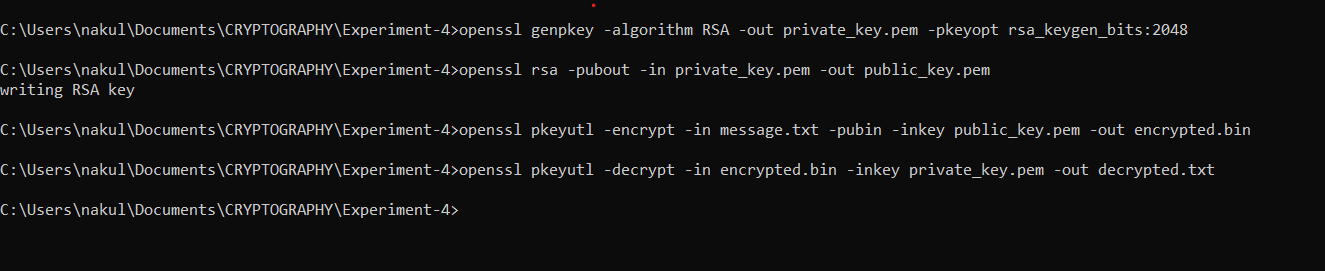 C:\Users\nakul\Documents\CRYPTOGRAPHY\Experiment-4>openssl genpkey -algorithm RSA -out private_key.pem -pkeyopt rsa_keygen_bits:2048
C:\Users\nakul\Documents\CRYPTOGRAPHY\Experiment-4>openssl rsa -pubout -in private_key.pem -out public_key.pem
writing RSA key
C:\Users\nakul\Documents\CRYPTOGRAPHY\Experiment-4>openssl pkeyutl -encrypt -in message.txt -pubin -inkey public_key.pem -out encrypted.bin
C:\Users\nakul\Documents\CRYPTOGRAPHY\Experiment-4>openssl pkeyutl -decrypt -in encrypted.bin -inkey private_key.pem -out decrypted.txt
C:\Users\nakul\Documents\CRYPTOGRAPHY\Experiment-4>